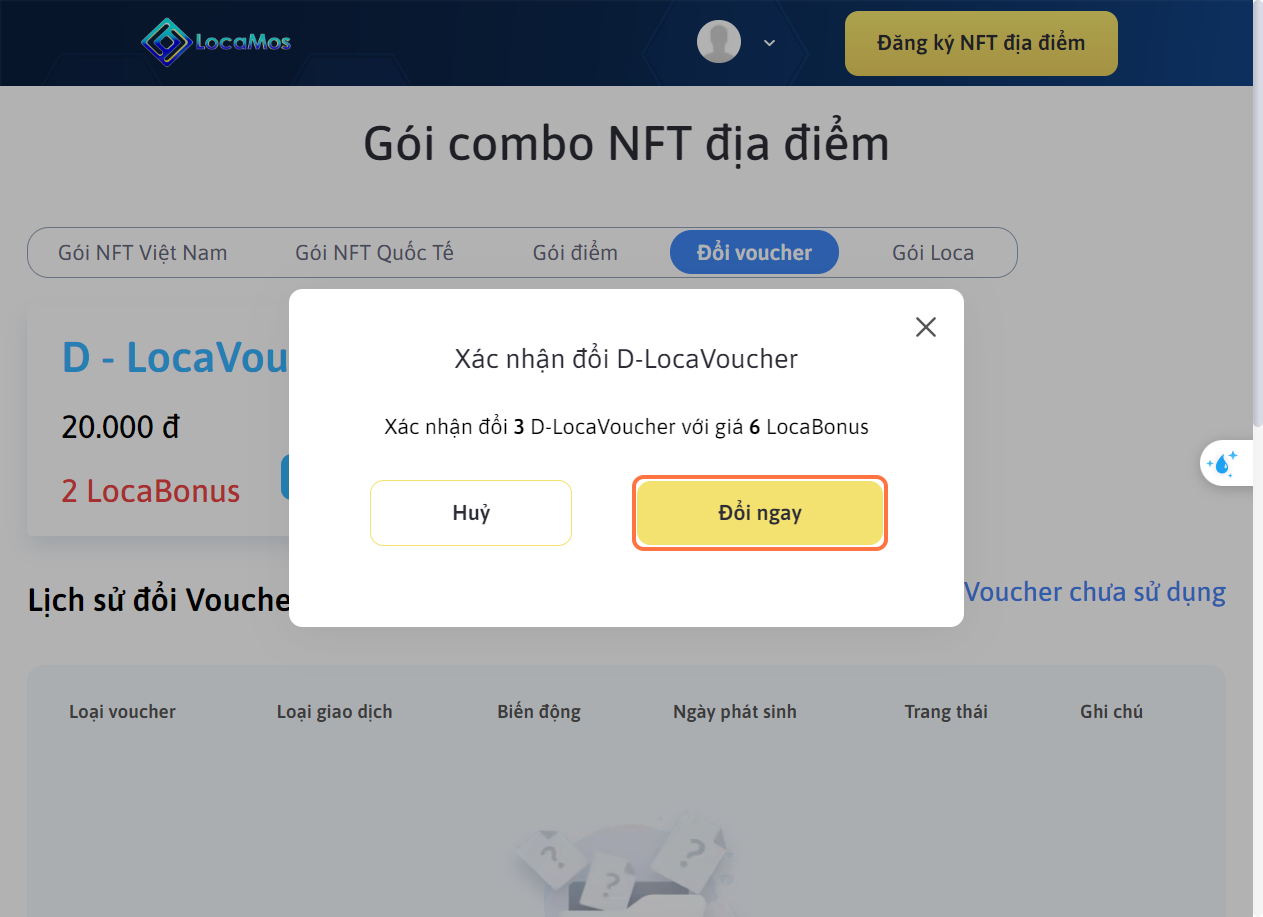 LocaMos
Đăng ký NFT địa điểm
Gói combo NFT địa điểm
Gói NFT Việt Nam
Gói NFT Quốc Tế
Gói điểm
Đổi voucher
Gói Loca
D - LocaVou
20.000 đ
2 LocaBonus
Xác nhận đổi D-LocaVoucher
Xác nhận đổi 3 D-LocaVoucher với giá 6 LocaBonus
Huỷ
Đổi ngay
Lịch sử đổi Vouche
Voucher chưa sử dụng
Loại voucher
Loại giao dịch
Biến động
Ngày phát sinh
Trang thái
Ghi chú
? ? ?